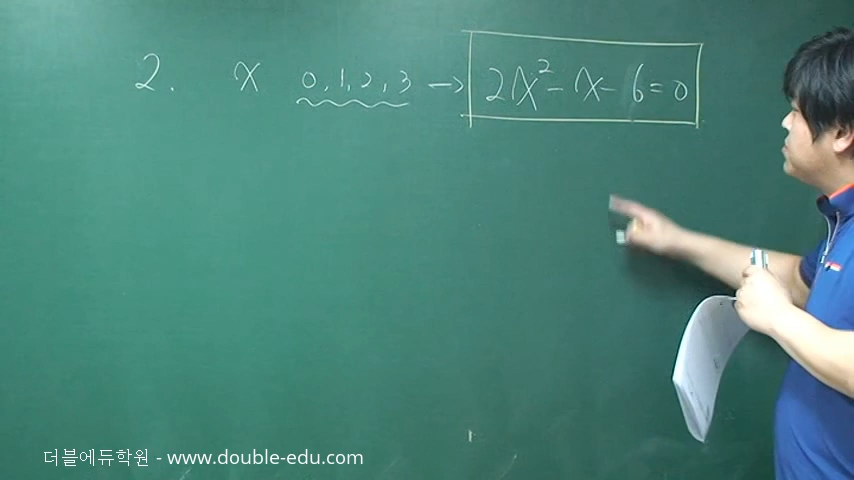 2. x 0, 1, 2, 3 → 2x² - x - 6 = 0
더블에듀학원 - www.double-edu.com